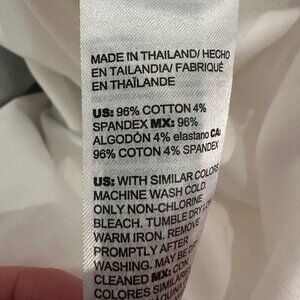 MADE IN THAILAND/ HECHO
EN TAILANDIA/ FABRIQUÉ
EN THAÏLANDE
US: 96% COTTON 4%
SPANDEX MX: 96%
ALGODÓN 4% elastano CA:
96% COTON 4% SPANDEX
US: WITH SIMILAR COLORS
MACHINE WASH COLD.
ONLY NON-CHLORINE
BLEACH. TUMBLE DRY
WARM IRON. REMOVE
PROMPTLY AFTER
WASHING. MAY BE
CLEANED MX:
COLORES SIMILARES